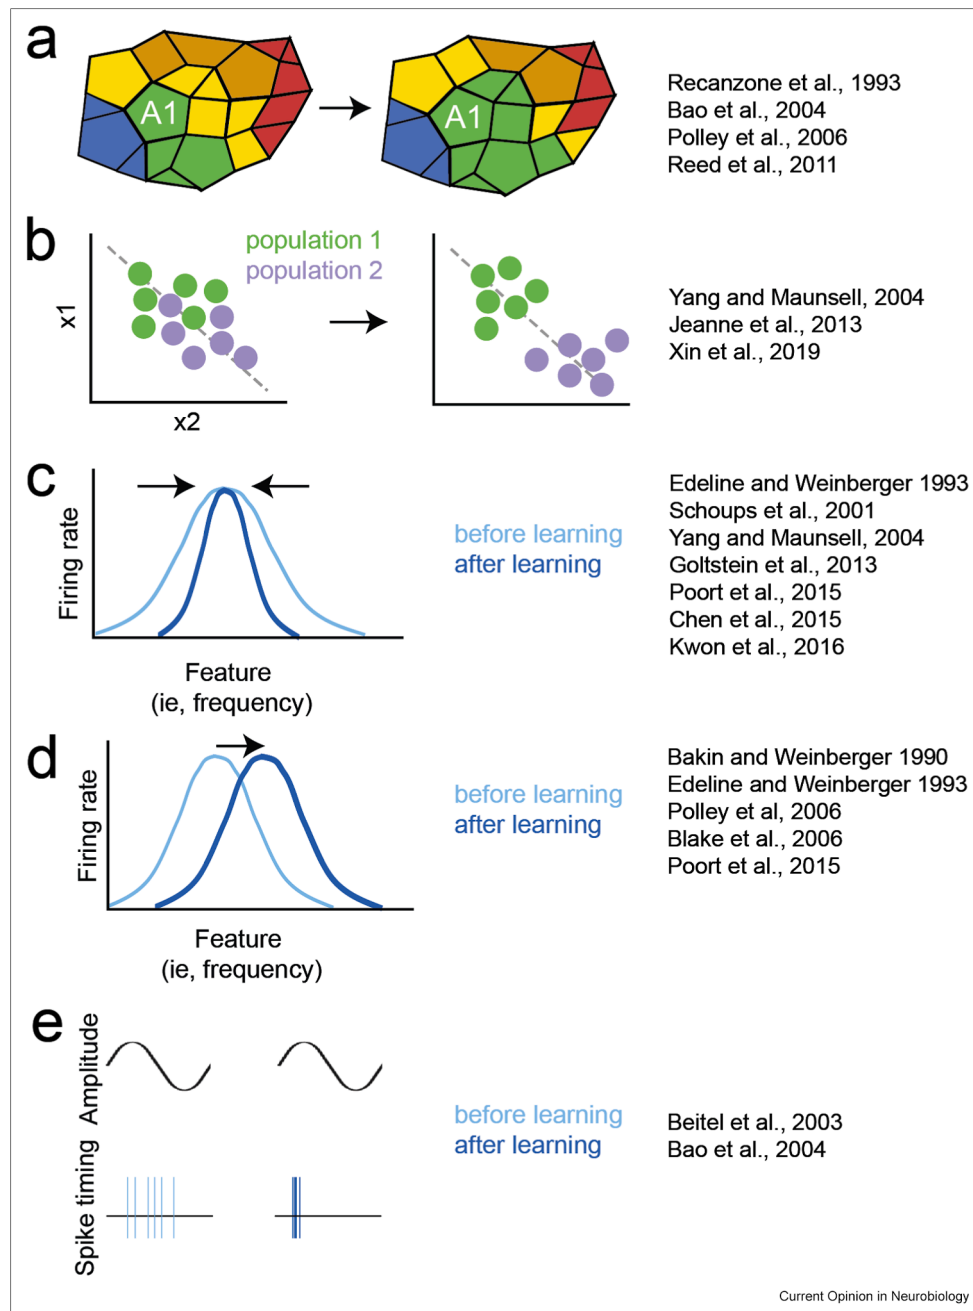 a
A1
A1
Recanzone et al., 1993
Bao et al., 2004
Polley et al., 2006
Reed et al., 2011
b
population 1
population 2
x1
x2
Yang and Maunsell, 2004
Jeanne et al., 2013
Xin et al., 2019
c
Firing rate
Feature
(ie, frequency)
before learning
after learning
Edeline and Weinberger 1993
Schoups et al., 2001
Yang and Maunsell, 2004
Goltstein et al., 2013
Poort et al., 2015
Chen et al., 2015
Kwon et al., 2016
d
Firing rate
Feature
(ie, frequency)
before learning
after learning
Bakin and Weinberger 1990
Edeline and Weinberger 1993
Polley et al, 2006
Blake et al., 2006
Poort et al., 2015
e
Amplitude
Spike timing
before learning
after learning
Beitel et al., 2003
Bao et al., 2004
Current Opinion in Neurobiology